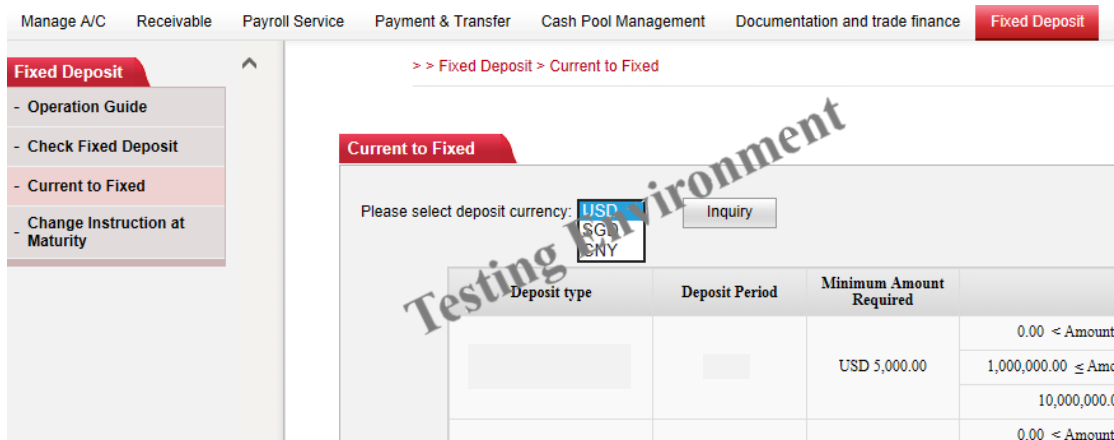 Manage A/C Receivable Payroll Service Payment & Transfer Cash Pool Management Documentation and trade finance Fixed Deposit
Fixed Deposit
- Operation Guide
- Check Fixed Deposit
- Current to Fixed
- Change Instruction at
Maturity
> > Fixed Deposit > Current to Fixed
Current to Fixed
Please select deposit currency: USD Inquiry
SGD
CNY
Testing Environment
Deposit type Deposit Period Minimum Amount
Required
0.00 < Amount
USD 5,000.00 1,000,000.00 ≤
10,000,000.
0.00 < Amount